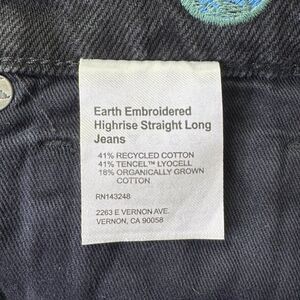 Earth Embroidered
Highrise Straight Long
Jeans
41% RECYCLED COTTON
41% TENCEL™ LYOCELL
18% ORGANICALLY GROWN
COTTON
RN143248
2263 E VERNON AVE.
VERNON, CA 90058